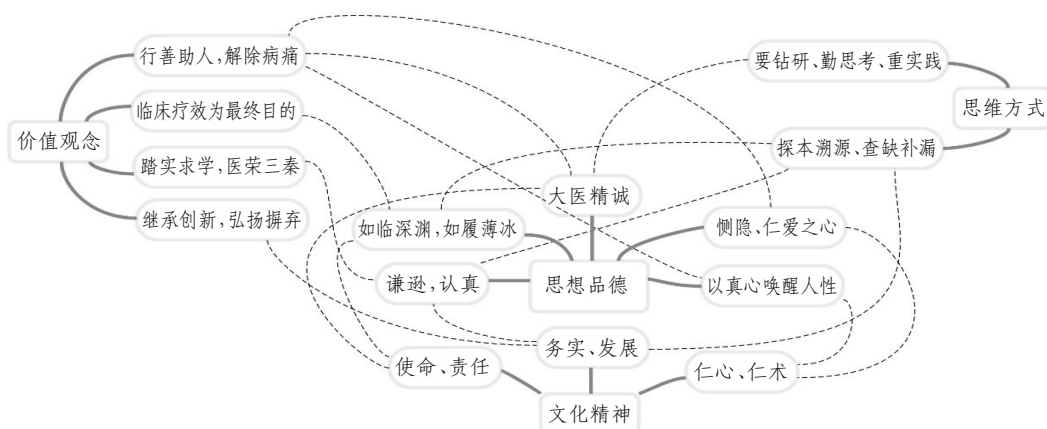 行善助人,解除病痛
要钻研、勤思考、重实践
临床疗效为最终目的
思维方式
价值观念
探本溯源、查缺补漏
踏实求学,医荣三秦
大医精诚
继承创新,弘扬摒弃
如临深渊,如履薄冰
恻隐、仁爱之心
谦逊,认真
思想品德
以真心唤醒人性
务实、发展
使命、责任
仁心、仁术
文化精神